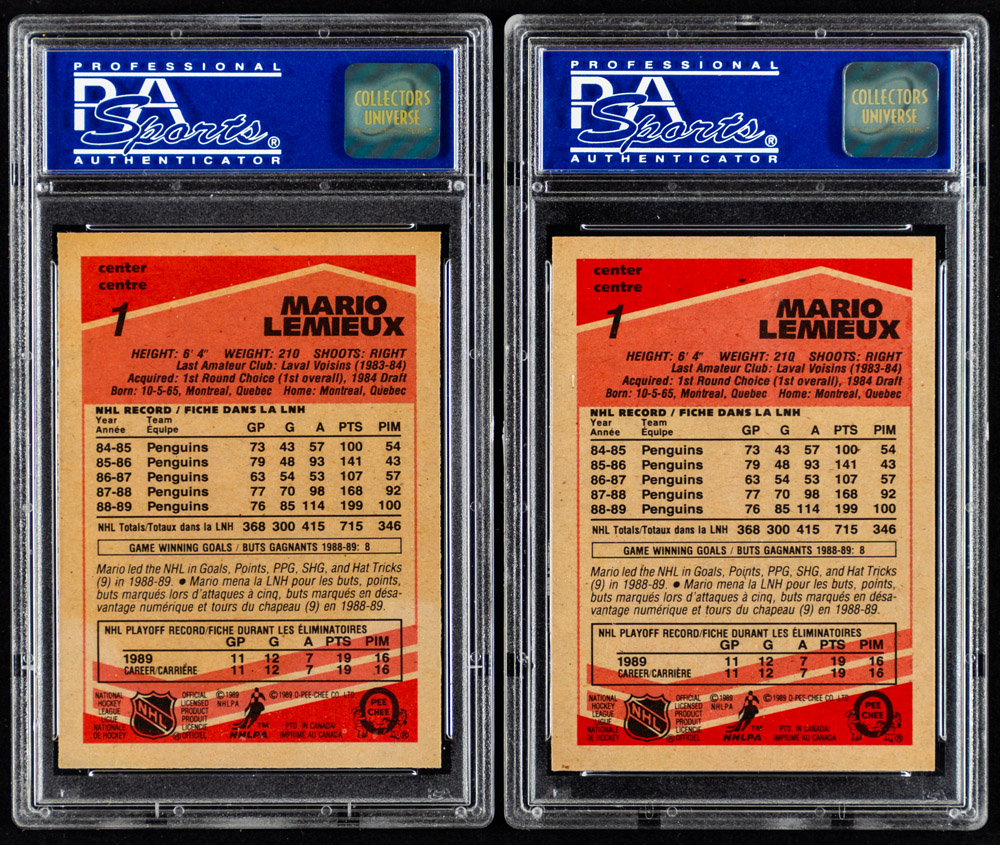 PROFESSIONAL
PSA
Sports®
AUTHENTICATOR
COLLECTORS
UNIVERSE
center
centre
1
MARIO
LEMIEUX
HEIGHT: 6' 4" WEIGHT: 210 SHOOTS: RIGHT
Last Amateur Club: Laval Voisins (1983-84)
Acquired: 1st Round Choice (1st overall), 1984 Draft
Born: 10-5-65, Montreal, Quebec Home: Montreal, Quebec
NHL RECORD / FICHE DANS LA LNH
Year Team
Année Équipe GP G A PTS PIM
84-85 Penguins 73 43 57 100 54
85-86 Penguins 79 48 93 141 43
86-87 Penguins 63 54 53 107 57
87-88 Penguins 77 70 98 168 92
88-89 Penguins 76 85 114 199 100
NHL Totals/Totaux dans la LNH 368 300 415 715 346
GAME WINNING GOALS / BUTS GAGNANTS 1988-89: 8
Mario led the NHL in Goals, Points, PPG, SHG, and Hat Tricks
(9) in 1988-89. ● Mario mena la LNH pour les buts, points,
buts marqués lors d'attaques à cinq, buts marqués en désa-
vantage numérique et tours du chapeau (9) en 1988-89.
NHL PLAYOFF RECORD/FICHE DURANT LES ÉLIMINATOIRES
GP G A PTS PIM
1989 11 12 7 19 16
CAREER/CARRIÈRE 11 12 7 19 16
NATIONAL
HOCKEY
LEAGUE
LIGUE
NATIONALE
DE HOCKEY
NHL
OFFICIAL
LICENSED
PRODUCT
PRODUIT
LICENCIÉ
OFFICIEL
©1989
NHLPA
TM
NHLPA
©1989 O-PEE-CHEE CO. LTD.
PTD. IN CANADA/
IMPRIMÉ AU CANADA
PEE
CHEE
®
PROFESSIONAL
PSA
Sports®
AUTHENTICATOR
COLLECTORS
UNIVERSE
center
centre
1
MARIO
LEMIEUX
HEIGHT: 6' 4" WEIGHT: 210 SHOOTS: RIGHT
Last Amateur Club: Laval Voisins (1983-84)
Acquired: 1st Round Choice (1st overall), 1984 Draft
Born: 10-5-65, Montreal, Quebec Home: Montreal, Quebec
NHL RECORD / FICHE DANS LA LNH
Year Team
Année Équipe GP G A PTS PIM
84-85 Penguins 73 43 57 100 54
85-86 Penguins 79 48 93 141 43
86-87 Penguins 63 54 53 107 57
87-88 Penguins 77 70 98 168 92
88-89 Penguins 76 85 114 199 100
NHL Totals/Totaux dans la LNH 368 300 415 715 346
GAME WINNING GOALS / BUTS GAGNANTS 1988-89: 8
Mario led the NHL in Goals, Points, PPG, SHG, and Hat Tricks
(9) in 1988-89. ● Mario mena la LNH pour les buts, points,
buts marqués lors d'attaques à cinq, buts marqués en désa-
vantage numérique et tours du chapeau (9) en 1988-89.
NHL PLAYOFF RECORD/FICHE DURANT LES ÉLIMINATOIRES
GP G A PTS PIM
1989 11 12 7 19 16
CAREER/CARRIÈRE 11 12 7 19 16
NATIONAL
HOCKEY
LEAGUE
LIGUE
NATIONALE
DE HOCKEY
NHL
OFFICIAL
LICENSED
PRODUCT
PRODUIT
LICENCIÉ
OFFICIEL
©1989
NHLPA
TM
NHLPA
©1989 O-PEE-CHEE CO. LTD.
PTD. IN CANADA/
IMPRIMÉ AU CANADA
PEE
CHEE
®